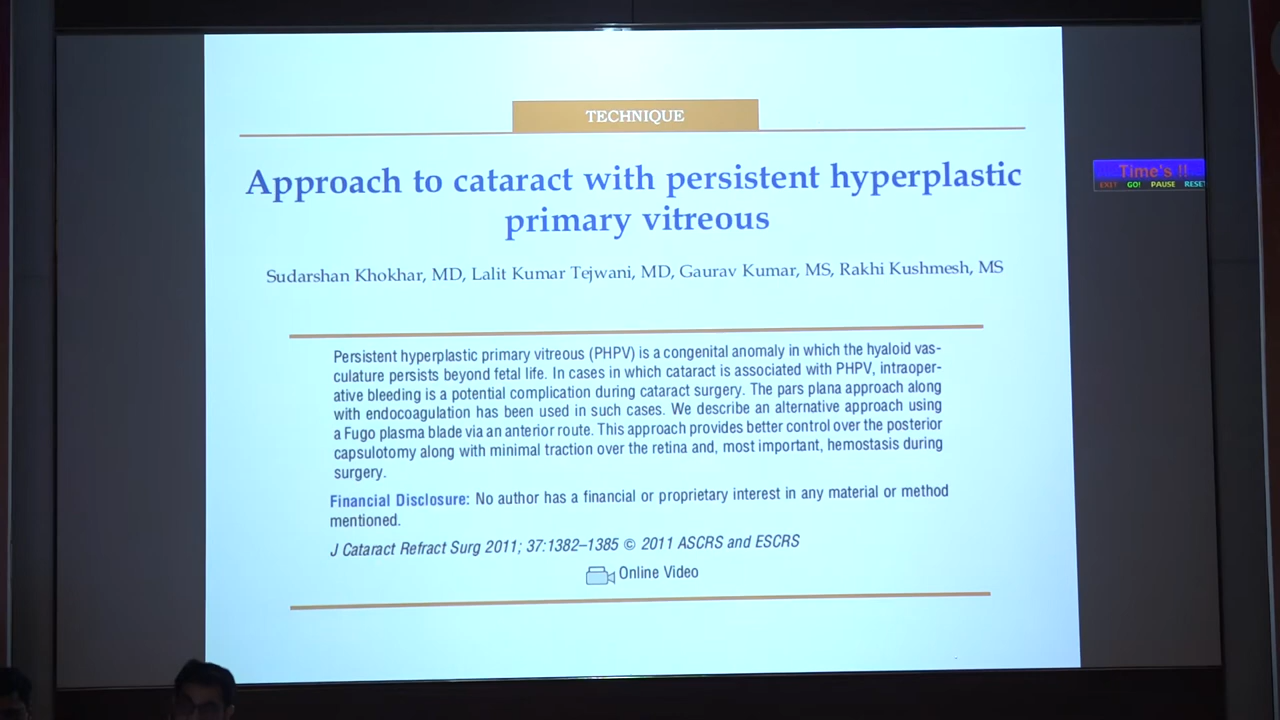 TECHNIQUE
Approach to cataract with persistent hyperplastic
primary vitreous
Sudarshan Khokhar, MD, Lalit Kumar Tejwani, MD, Gaurav Kumar, MS, Rakhi Kushmesh, MS
Persistent hyperplastic primary vitreous (PHPV) is a congenital anomaly in which the hyaloid vas-
culature persists beyond fetal life. In cases in which cataract is associated with PHPV, intraoper-
ative bleeding is a potential complication during cataract surgery. The pars plana approach along
with endocoagulation has been used in such cases. We describe an alternative approach using
a Fugo plasma blade via an anterior route. This approach provides better control over the posterior
capsulotomy along with minimal traction over the retina and, most important, hemostasis during
surgery.
Financial Disclosure: No author has a financial or proprietary interest in any material or method
mentioned.
J Cataract Refract Surg 2011; 37:1382–1385 © 2011 ASCRS and ESCRS
Online Video
Time's !!
EXIT GO! PAUSE RESET